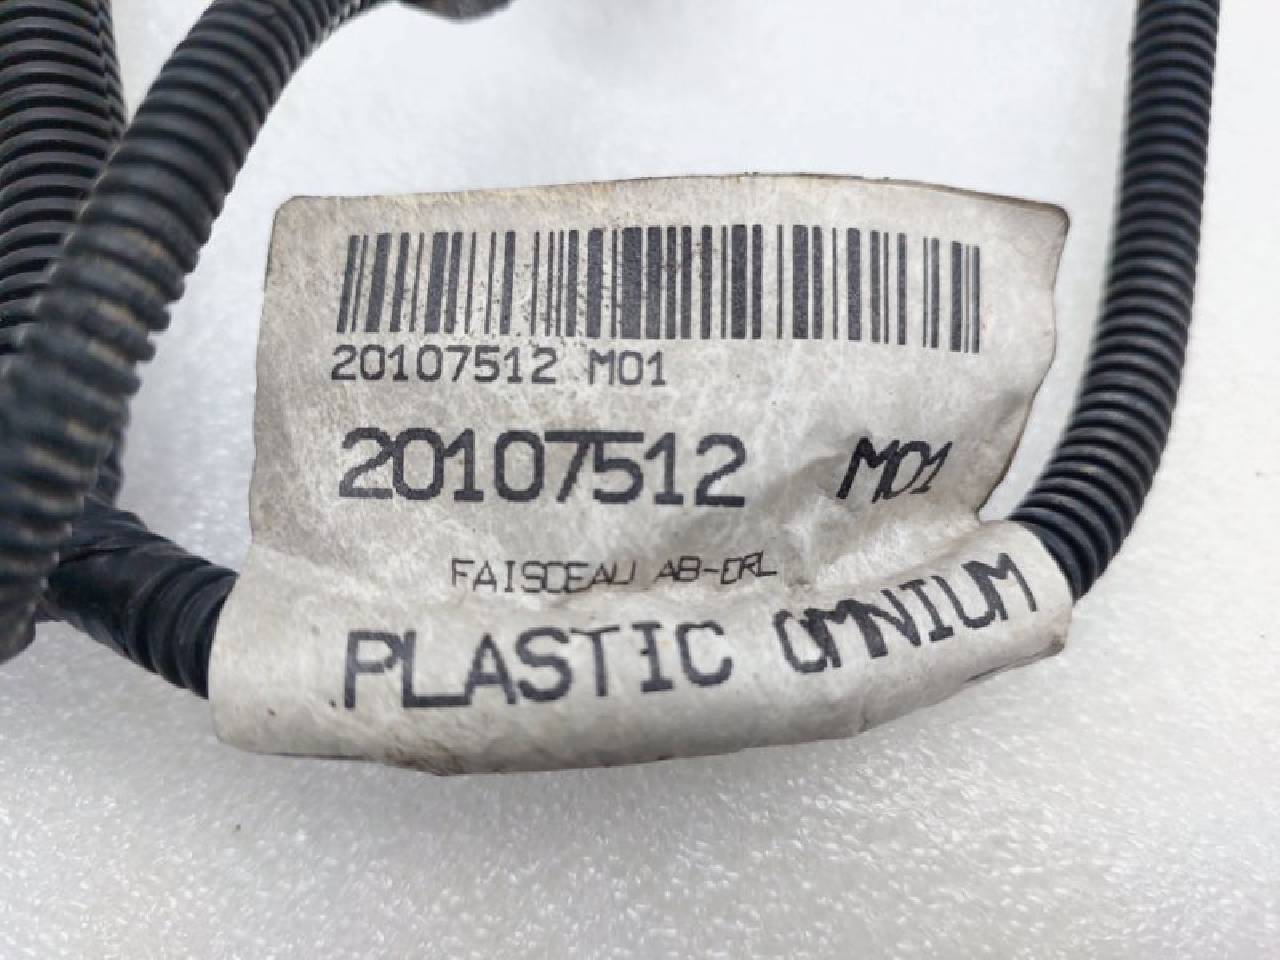 20107512 M01
20107512 M01
FAISCEAU AB-DRL
PLASTIC OMNIUM